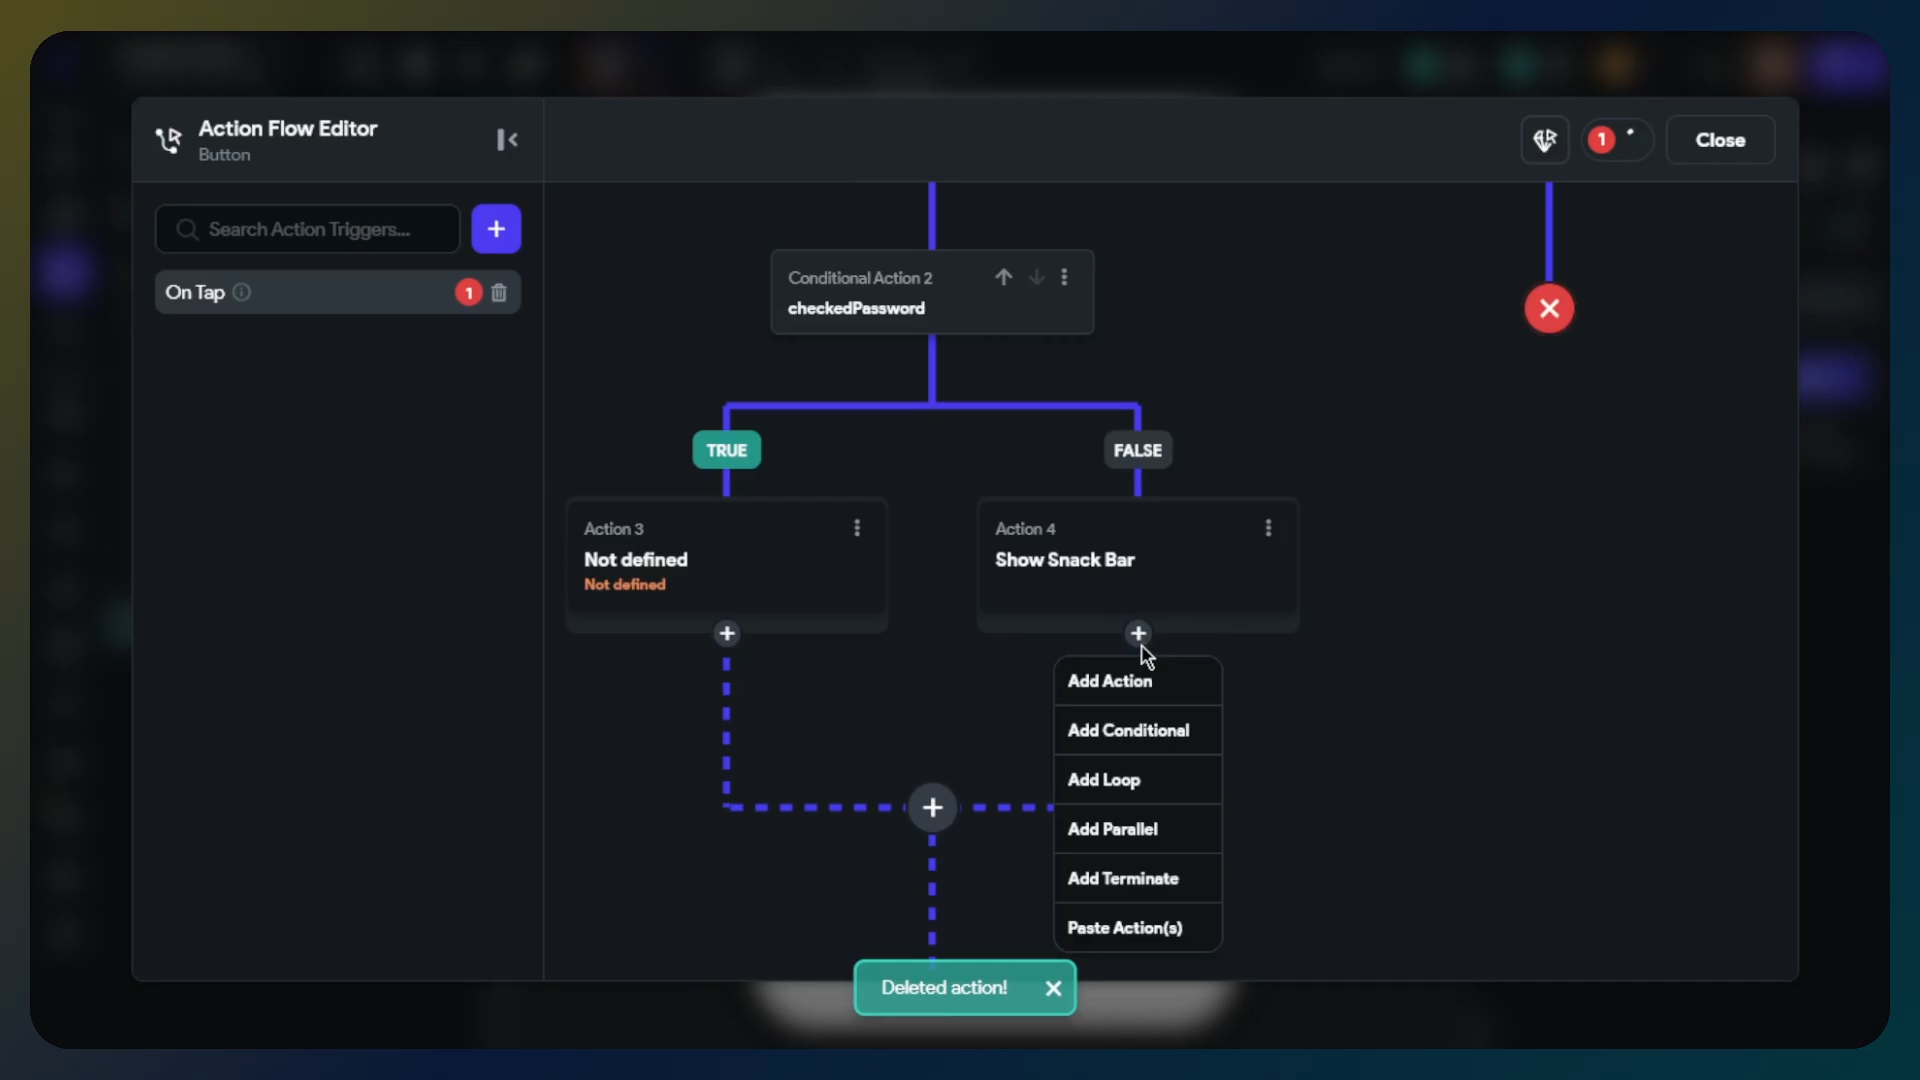 Action Flow Editor
Button
1
Close
Search Action Triggers...
On Tap
1
Conditional Action 2
checkedPassword
TRUE
FALSE
Action 3
Not defined
Not defined
Action 4
Show Snack Bar
Add Action
Add Conditional
Add Loop
Add Parallel
Add Terminate
Paste Action(s)
Deleted action!